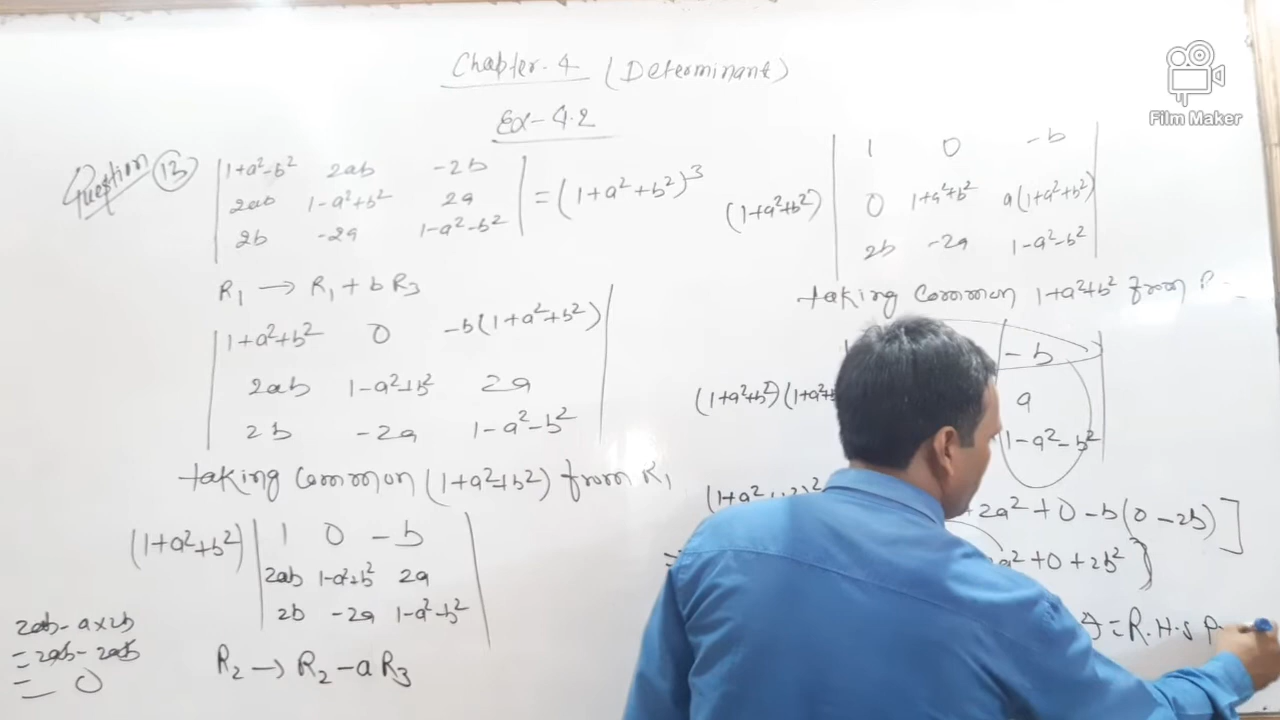 Chapter-4 (Determinant)
Ex-4.2
Question 13
1+a²-b² 2ab -2b
2ab 1-a²+b² 2a
2b -2a 1-a²-b²
= (1+a²+b²)³
R₁ → R₁ + bR₃
1+a²+b² 0 -b(1+a²+b²)
2ab 1-a²+b² 2a
2b -2a 1-a²-b²
taking common (1+a²+b²) from R₁
(1+a²+b²)
1 0 -b
2ab 1-a²+b² 2a
2b -2a 1-a²-b²
R₂ → R₂ - aR₃
2ab - a×2b
= 2ab - 2ab
= 0
(1+a²+b²)
1 0 -b
0 1+a²+b² a(1+a²+b²)
2b -2a 1-a²-b²
taking common 1+a²+b² from
-b
(1+a²+b²) a
1-a²-b²
+2a² + 0 - b(0 - 2b)]
+ 0 + 2b²
= R.H.S
Film Maker